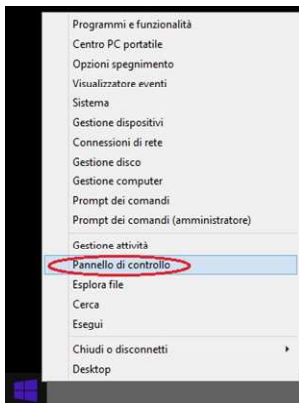 Programmi e funzionalità
Centro PC portatile
Opzioni spegnimento
Visualizzatore eventi
Sistema
Gestione dispositivi
Connessioni di rete
Gestione disco
Gestione computer
Prompt dei comandi
Prompt dei comandi (amministratore)
Gestione attività
Pannello di controllo
Esplora file
Cerca
Esegui
Chiudi o disconnetti
Desktop